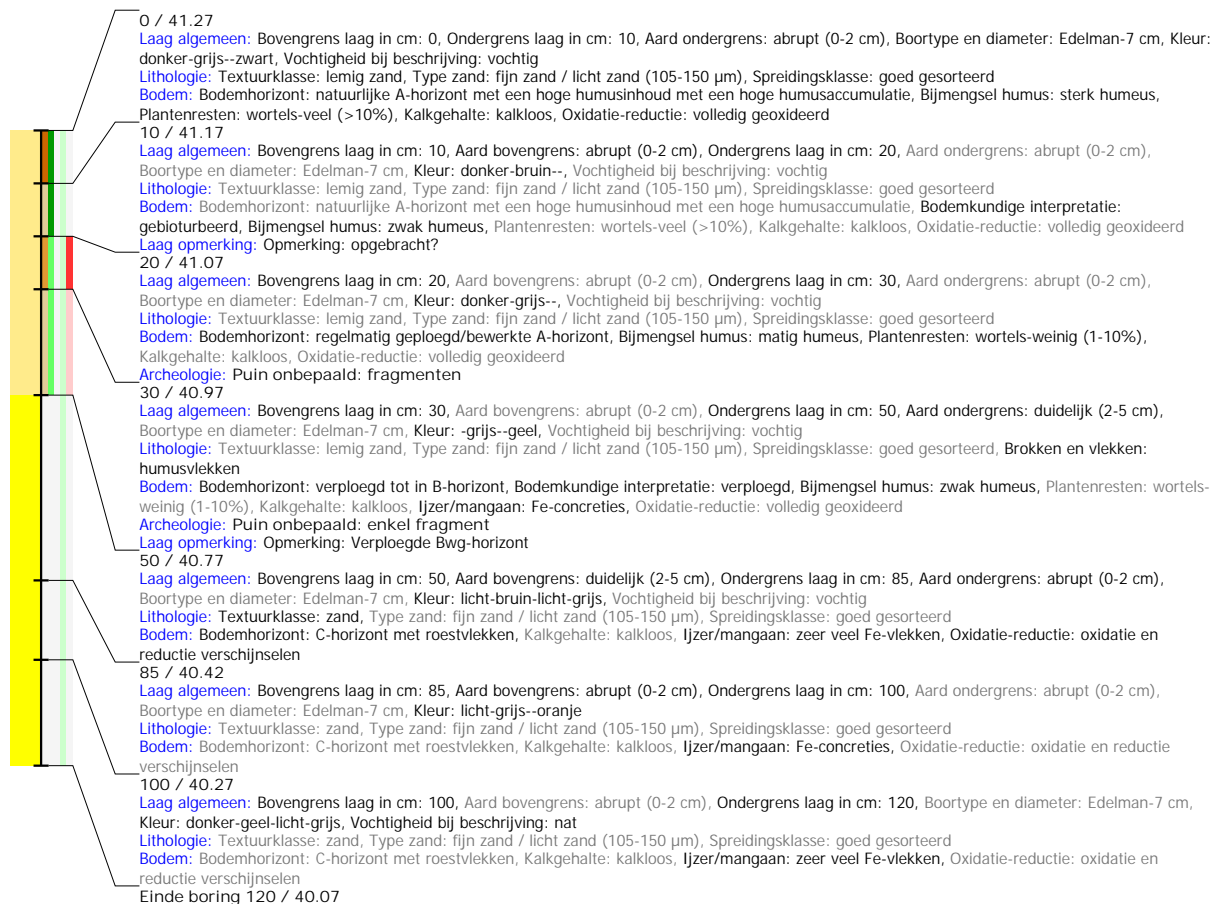 0 / 41.27
Laag algemeen: Bovengrens laag in cm: 0, Ondergrens laag in cm: 10, Aard ondergrens: abrupt (0-2 cm), Boortype en diameter: Edelman-7 cm, Kleur:
donker-grijs--zwart, Vochtigheid bij beschrijving: vochtig
Lithologie: Textuurklasse: lemig zand, Type zand: fijn zand / licht zand (105-150 µm), Spreidingsklasse: goed gesorteerd
Bodem: Bodemhorizont: natuurlijke A-horizont met een hoge humusinhoud met een hoge humusaccumulatie, Bijmengsel humus: sterk humeus,
Plantenresten: wortels-veel (>10%), Kalkgehalte: kalkloos, Oxidatie-reductie: volledig geoxideerd
10 / 41.17
Laag algemeen: Bovengrens laag in cm: 10, Aard bovengrens: abrupt (0-2 cm), Ondergrens laag in cm: 20, Aard ondergrens: abrupt (0-2 cm),
Boortype en diameter: Edelman-7 cm, Kleur: donker-bruin--, Vochtigheid bij beschrijving: vochtig
Lithologie: Textuurklasse: lemig zand, Type zand: fijn zand / licht zand (105-150 µm), Spreidingsklasse: goed gesorteerd
Bodem: Bodemhorizont: natuurlijke A-horizont met een hoge humusinhoud met een hoge humusaccumulatie, Bodemkundige interpretatie:
gebioturbeerd, Bijmengsel humus: zwak humeus, Plantenresten: wortels-veel (>10%), Kalkgehalte: kalkloos, Oxidatie-reductie: volledig geoxideerd
Laag opmerking: Opmerking: opgebracht?
20 / 41.07
Laag algemeen: Bovengrens laag in cm: 20, Aard bovengrens: abrupt (0-2 cm), Ondergrens laag in cm: 30, Aard ondergrens: abrupt (0-2 cm),
Boortype en diameter: Edelman-7 cm, Kleur: donker-grijs--, Vochtigheid bij beschrijving: vochtig
Lithologie: Textuurklasse: lemig zand, Type zand: fijn zand / licht zand (105-150 µm), Spreidingsklasse: goed gesorteerd
Bodem: Bodemhorizont: regelmatig geploegd/bewerkte A-horizont, Bijmengsel humus: matig humeus, Plantenresten: wortels-weinig (1-10%),
Kalkgehalte: kalkloos, Oxidatie-reductie: volledig geoxideerd
Archeologie: Puin onbepaald: fragmenten
30 / 40.97
Laag algemeen: Bovengrens laag in cm: 30, Aard bovengrens: abrupt (0-2 cm), Ondergrens laag in cm: 50, Aard ondergrens: duidelijk (2-5 cm),
Boortype en diameter: Edelman-7 cm, Kleur: -grijs--geel, Vochtigheid bij beschrijving: vochtig
Lithologie: Textuurklasse: lemig zand, Type zand: fijn zand / licht zand (105-150 µm), Spreidingsklasse: goed gesorteerd, Brokken en vlekken:
humusvlekken
Bodem: Bodemhorizont: verploegd tot in B-horizont, Bodemkundige interpretatie: verploegd, Bijmengsel humus: zwak humeus, Plantenresten: wortels-
weinig (1-10%), Kalkgehalte: kalkloos, Ijzer/mangaan: Fe-concreties, Oxidatie-reductie: volledig geoxideerd
Archeologie: Puin onbepaald: enkel fragment
Laag opmerking: Opmerking: Verploegde Bwg-horizont
50 / 40.77
Laag algemeen: Bovengrens laag in cm: 50, Aard bovengrens: duidelijk (2-5 cm), Ondergrens laag in cm: 85, Aard ondergrens: abrupt (0-2 cm),
Boortype en diameter: Edelman-7 cm, Kleur: licht-bruin-licht-grijs, Vochtigheid bij beschrijving: vochtig
Lithologie: Textuurklasse: zand, Type zand: fijn zand / licht zand (105-150 µm), Spreidingsklasse: goed gesorteerd
Bodem: Bodemhorizont: C-horizont met roestvlekken, Kalkgehalte: kalkloos, Ijzer/mangaan: zeer veel Fe-vlekken, Oxidatie-reductie: oxidatie en
reductie verschijnselen
85 / 40.42
Laag algemeen: Bovengrens laag in cm: 85, Aard bovengrens: abrupt (0-2 cm), Ondergrens laag in cm: 100, Aard ondergrens: abrupt (0-2 cm),
Boortype en diameter: Edelman-7 cm, Kleur: licht-grijs--oranje
Lithologie: Textuurklasse: zand, Type zand: fijn zand / licht zand (105-150 µm), Spreidingsklasse: goed gesorteerd
Bodem: Bodemhorizont: C-horizont met roestvlekken, Kalkgehalte: kalkloos, Ijzer/mangaan: Fe-concreties, Oxidatie-reductie: oxidatie en reductie
verschijnselen
100 / 40.27
Laag algemeen: Bovengrens laag in cm: 100, Aard bovengrens: abrupt (0-2 cm), Ondergrens laag in cm: 120, Boortype en diameter: Edelman-7 cm,
Kleur: donker-geel-licht-grijs, Vochtigheid bij beschrijving: nat
Lithologie: Textuurklasse: zand, Type zand: fijn zand / licht zand (105-150 µm), Spreidingsklasse: goed gesorteerd
Bodem: Bodemhorizont: C-horizont met roestvlekken, Kalkgehalte: kalkloos, Ijzer/mangaan: zeer veel Fe-vlekken, Oxidatie-reductie: oxidatie en
reductie verschijnselen
Einde boring 120 / 40.07